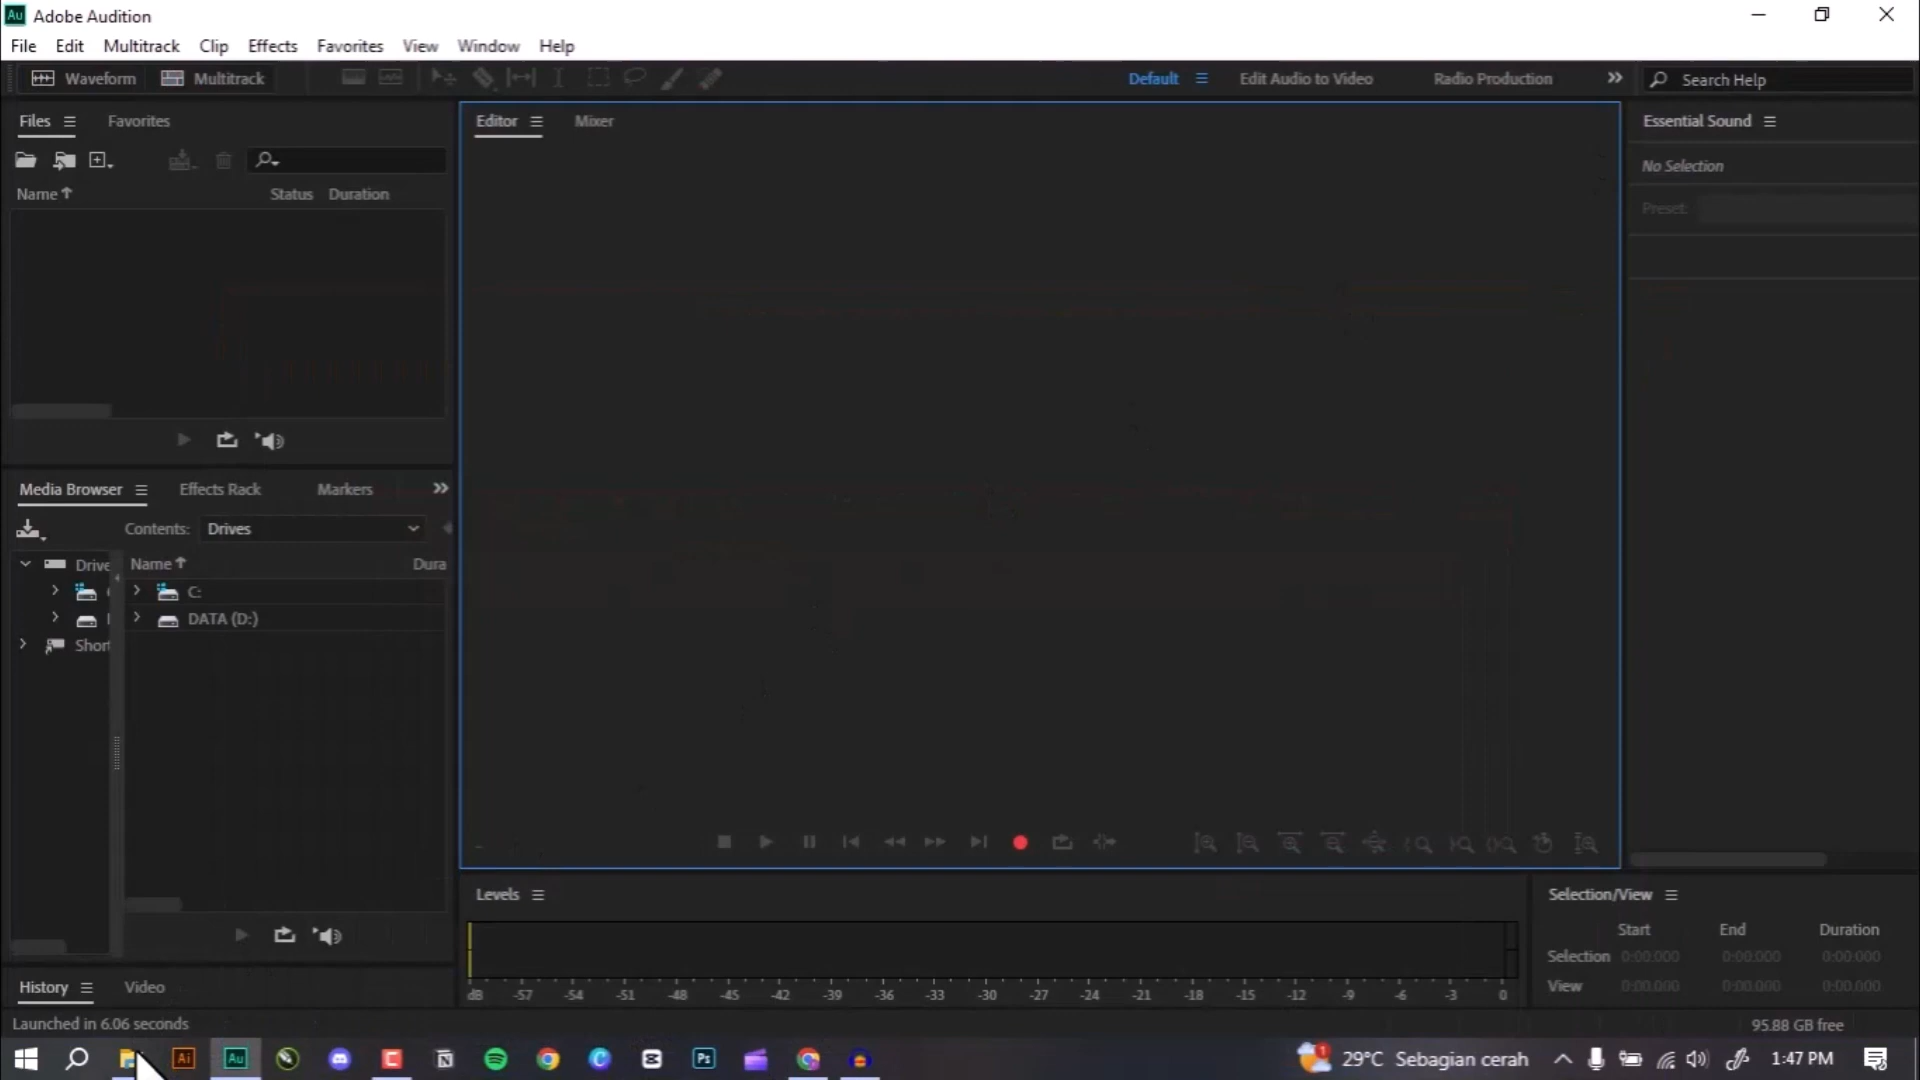 Au Adobe Audition
File Edit Multitrack Clip Effects Favorites View Window Help
Waveform Multitrack Default Edit Audio to Video Radio Production Search Help
Files Favorites Editor Mixer Essential Sound
No Selection
Name Status Duration
Preset:
Media Browser Effects Rack Markers
Contents: Drives
Drive Name Dura
C:
DATA (D:)
Short
Levels Selection/View
Start End Duration
Selection 0:00.000 0:00.000 0:00.000
View 0:00.000 0:00.000 0:00.000
dB -57 -54 -51 -48 -45 -42 -39 -36 -33 -30 -27 -24 -21 -18 -15 -12 -9 -6 -3 0
History Video
Launched in 6.06 seconds 95.88 GB free
Ai Au Ps 1 29°C Sebagian cerah 1:47 PM